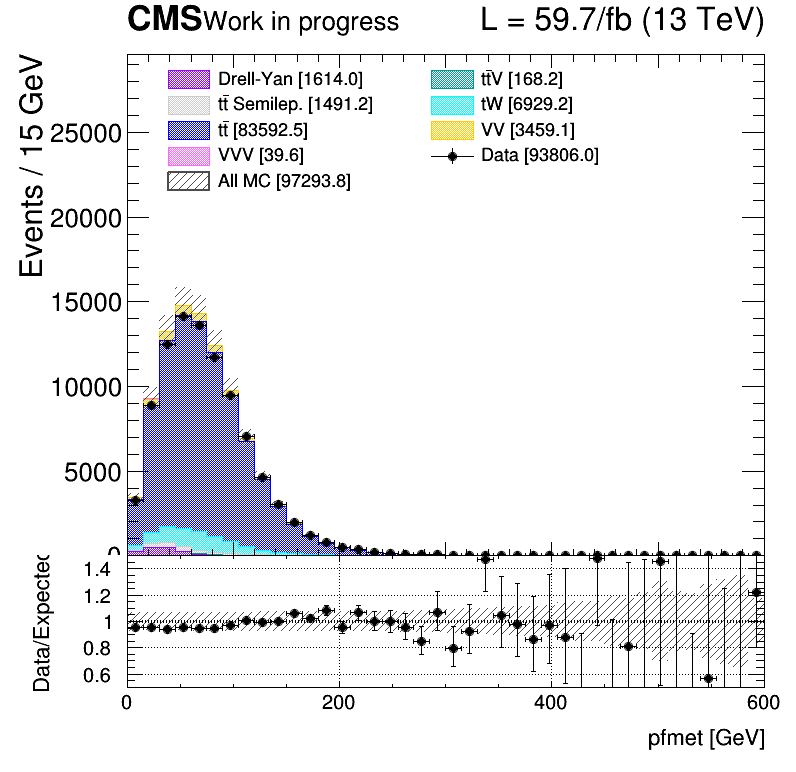 CMS Work in progress L = 59.7/fb (13 TeV)
Events / 15 GeV
25000
20000
15000
10000
5000
0
Drell-Yan [1614.0]
tt̄ Semilep. [1491.2]
tt̄ [83592.5]
VVV [39.6]
All MC [97293.8]
tt̄V [168.2]
tW [6929.2]
VV [3459.1]
Data [93806.0]
Data/Expected
1.4
1.2
1
0.8
0.6
0 200 400 600
pfmet [GeV]